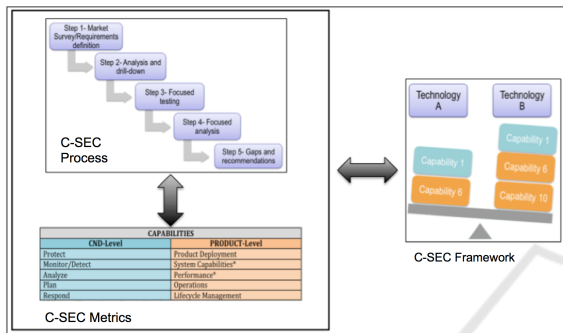 Step 1- Market
Survey/Requirements
definition
Step 2- Analysis and
drill-down
Step 3- Focused
testing
Step 4- Focused
analysis
Step 5- Gaps and
recommendations
C-SEC
Process
CAPABILITIES
CND-Level PRODUCT-Level
Protect Product Deployment
Monitor/Detect System Capabilities*
Analyze Performance*
Plan Operations
Respond Lifecycle Management
C-SEC Metrics
Technology
A
Technology
B
Capability 1
Capability 6
Capability 1
Capability 6
Capability 10
C-SEC Framework